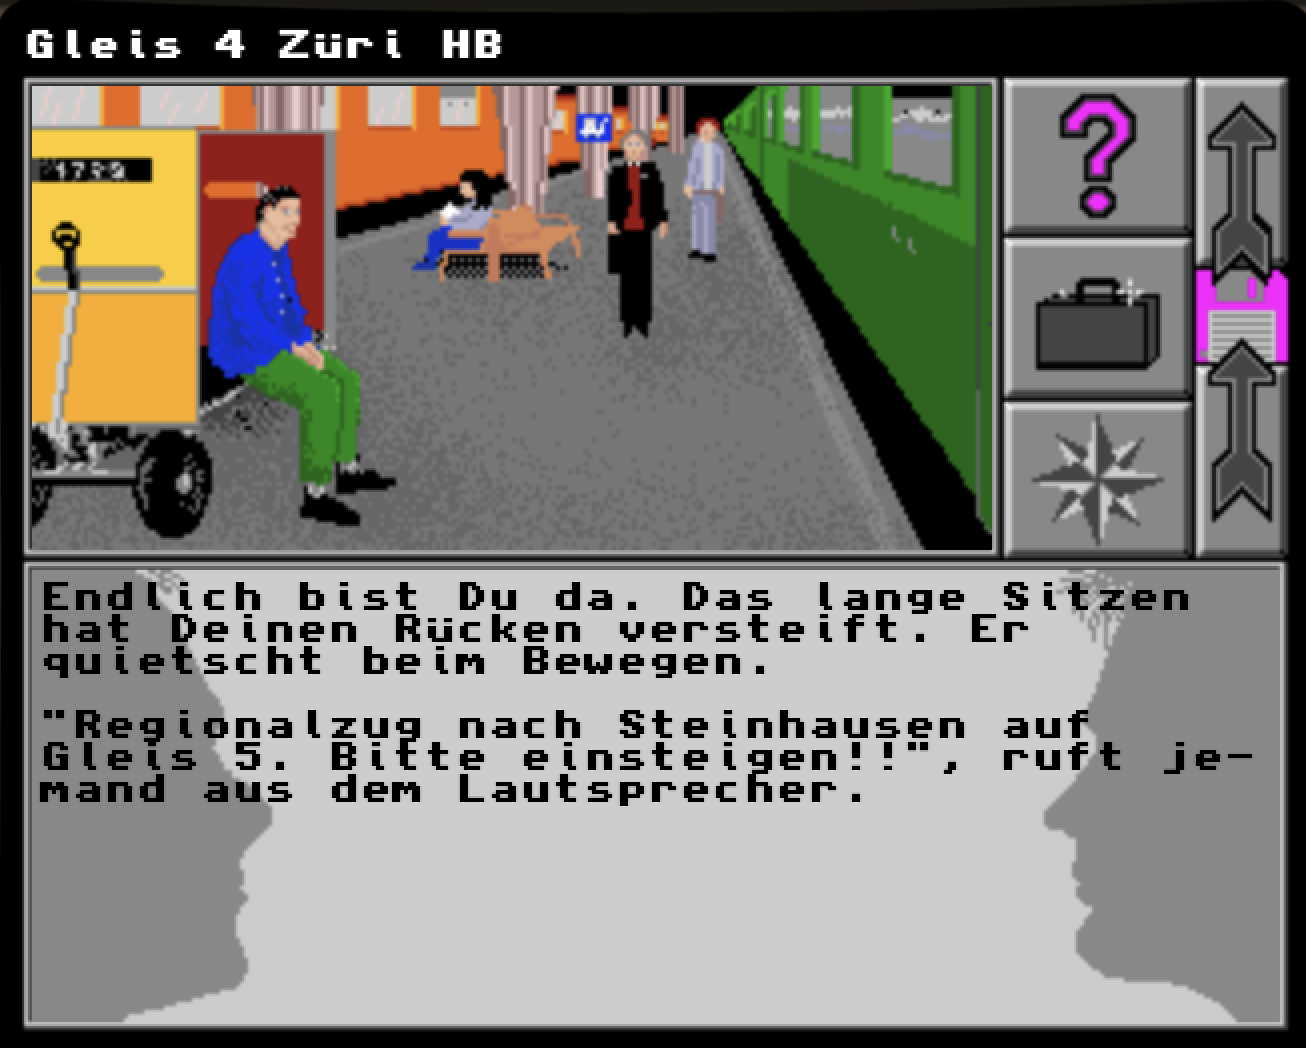 Gleis 4 Züri HB
Endlich bist Du da. Das lange Sitzen
hat Deinen Rücken versteift. Er
quietscht beim Bewegen.
"Regionalzug nach Steinhausen auf
Gleis 5. Bitte einsteigen!!", ruft je-
mand aus dem Lautsprecher.